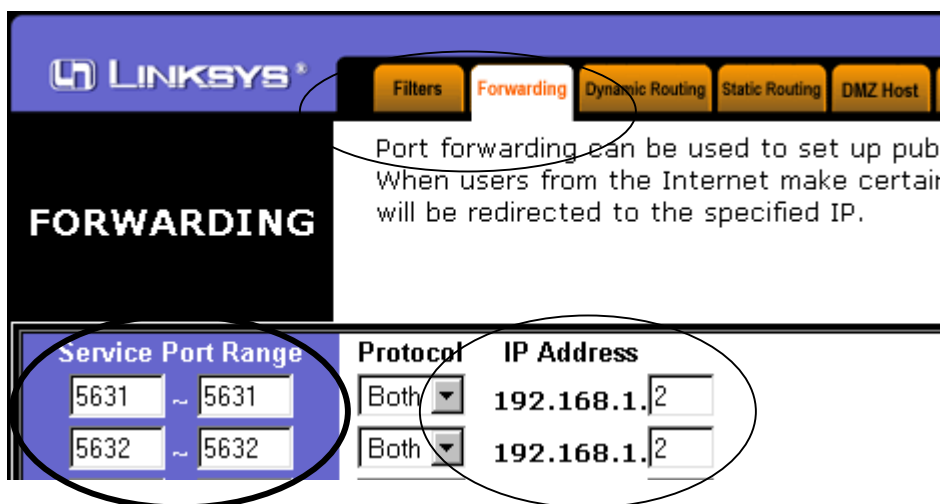 LINKSYS®
Filters Forwarding Dynamic Routing Static Routing DMZ Host
Port forwarding can be used to set up pub
When users from the Internet make certain
will be redirected to the specified IP.
FORWARDING
Service Port Range Protocol IP Address
5631 ~ 5631 Both 192.168.1.2
5632 ~ 5632 Both 192.168.1.2